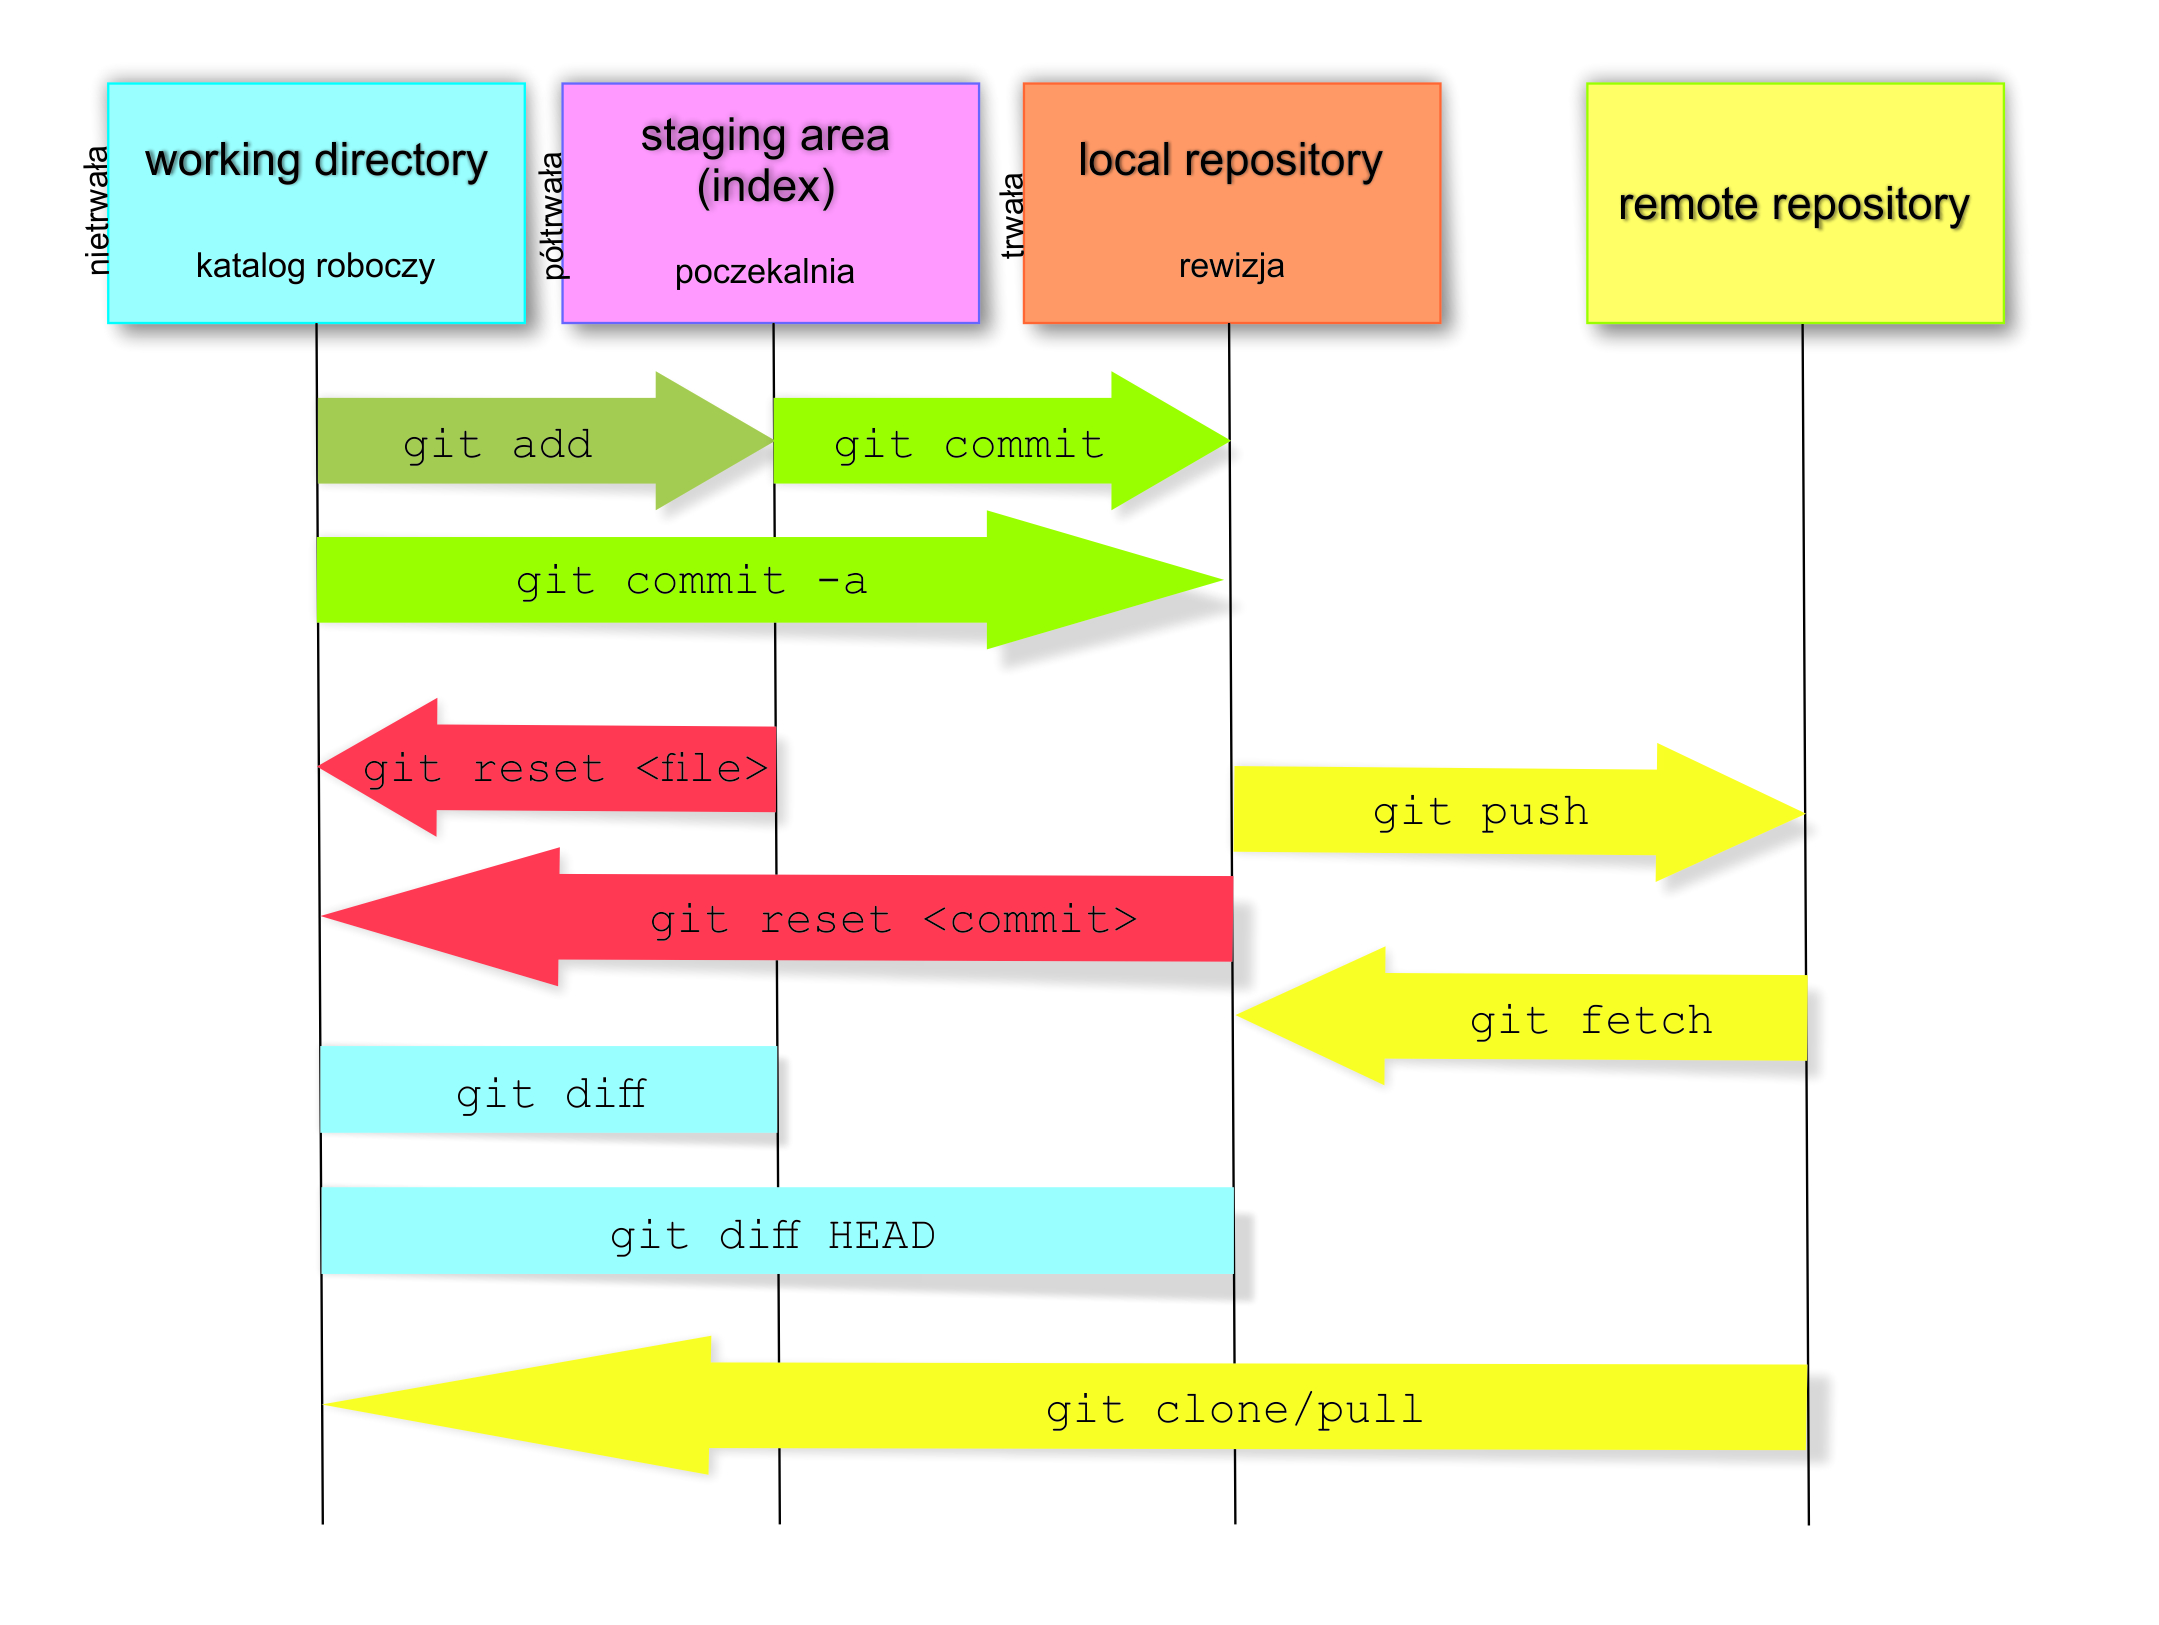 nietrwała
working directory
katalog roboczy
półtrwała
staging area
(index)
poczekalnia
trwała
local repository
rewizja
remote repository
git add
git commit
git commit -a
git reset <file>
git push
git reset <commit>
git fetch
git diff
git diff HEAD
git clone/pull